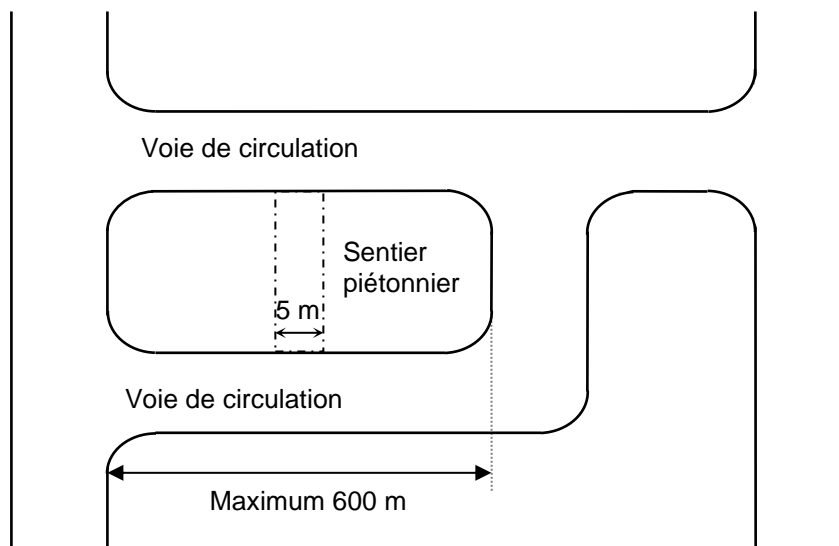 Voie de circulation
Sentier
piétonnier
5 m
Voie de circulation
Maximum 600 m